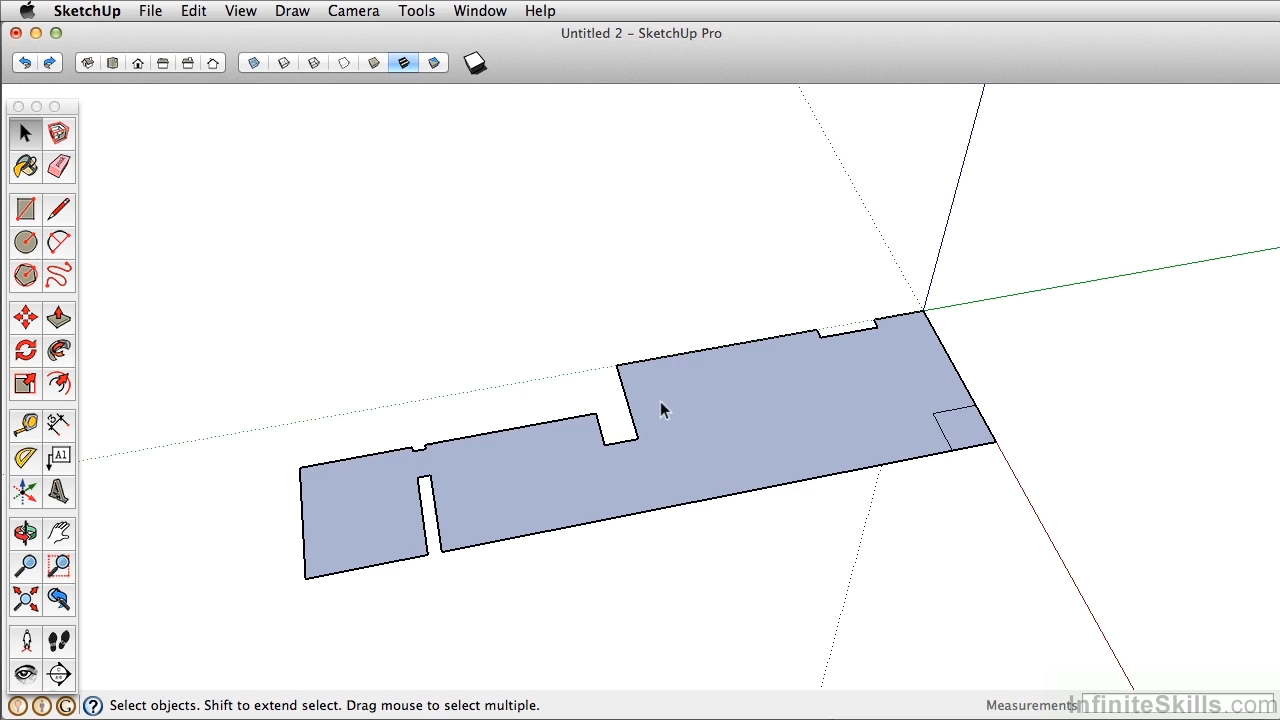 SketchUp File Edit View Draw Camera Tools Window Help
Untitled 2 – SketchUp Pro
A1
Select objects. Shift to extend select. Drag mouse to select multiple.
Measurements
InfiniteSkills.com